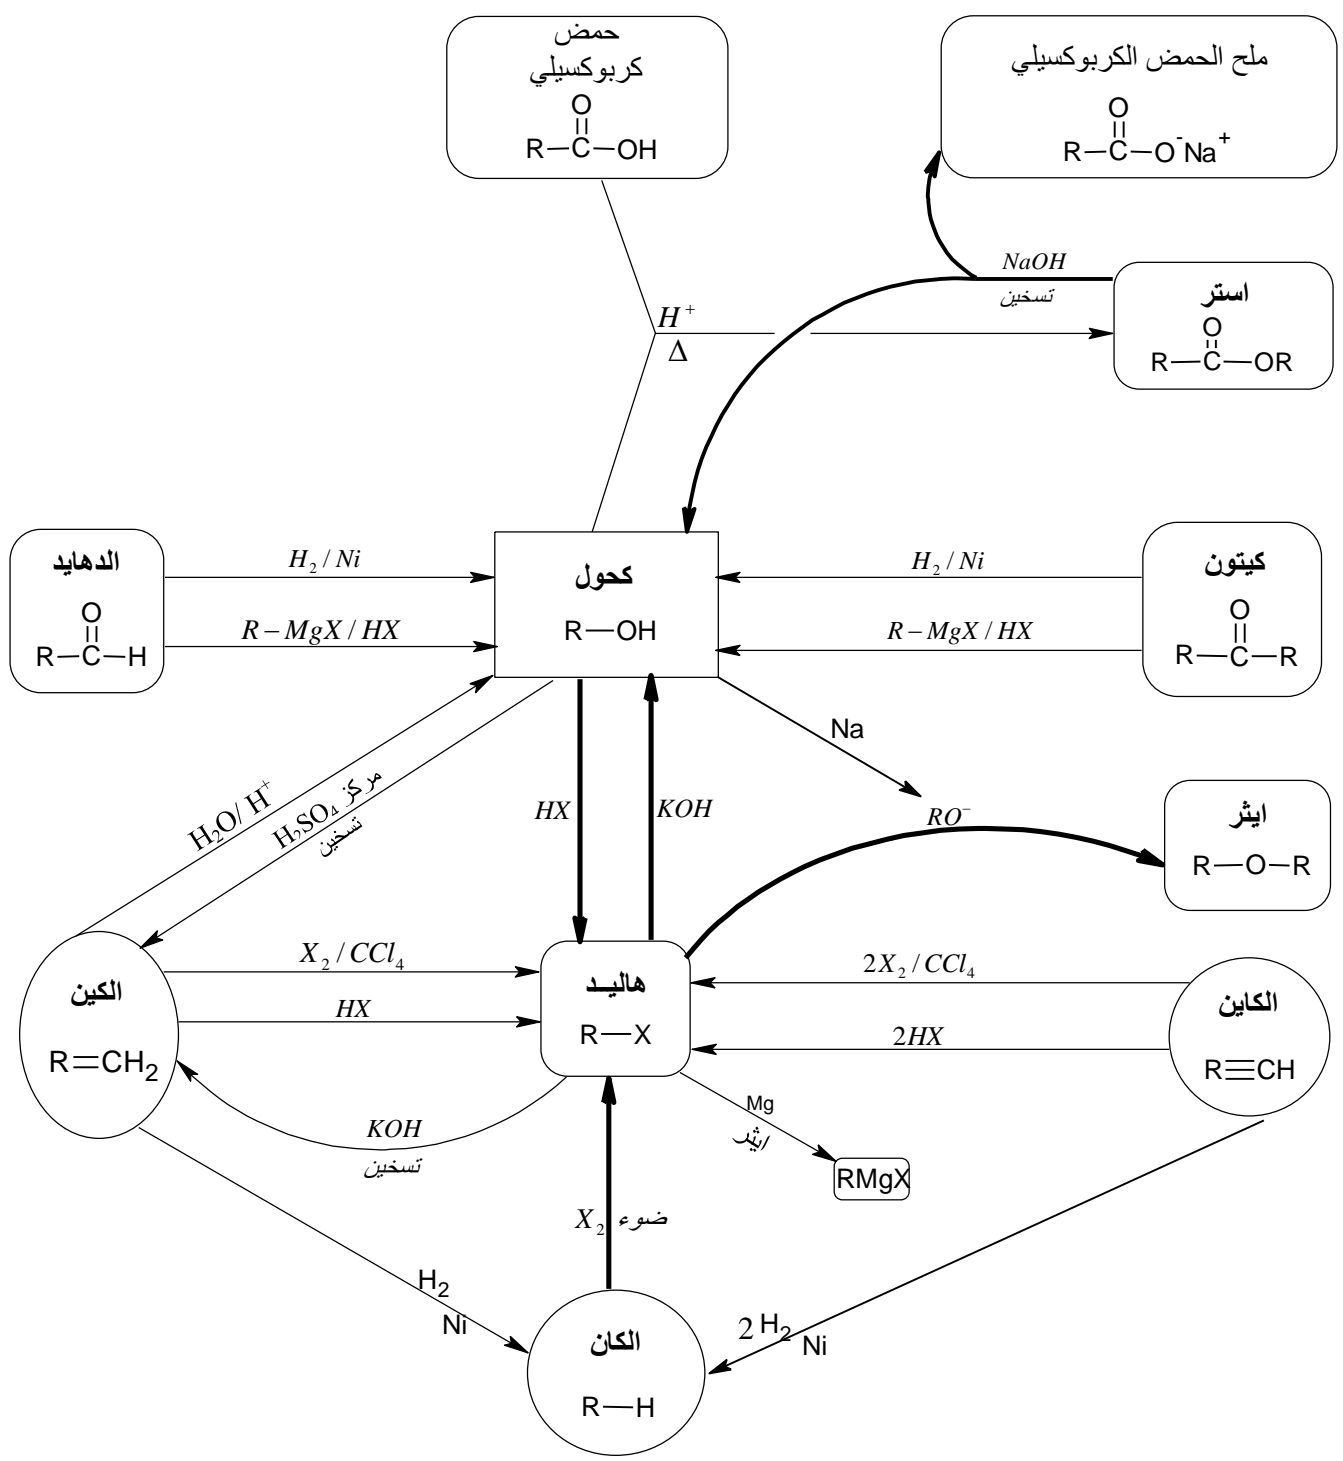 حمض
كربوكسيلي
O
R—C—OH
ملح الحمض الكربوكسيلي
O
R—C—O⁻Na⁺
NaOH
تسخين
استر
O
R—C—OR
H⁺
Δ
الدهايد
O
R—C—H
H₂ / Ni
R – MgX / HX
كحول
R—OH
H₂ / Ni
R – MgX / HX
كيتون
O
R—C—R
Na
H₂O/ H⁺
H₂SO₄ مركز
تسخين
HX
KOH
RO⁻
ايثر
R—O—R
الكين
R=CH₂
X₂ / CCl₄
HX
هاليـد
R—X
2X₂ / CCl₄
2HX
الكاين
R≡CH
KOH
تسخين
Mg
ايثر
RMgX
X₂ ضوء
H₂
Ni
2 H₂
Ni
الكان
R—H